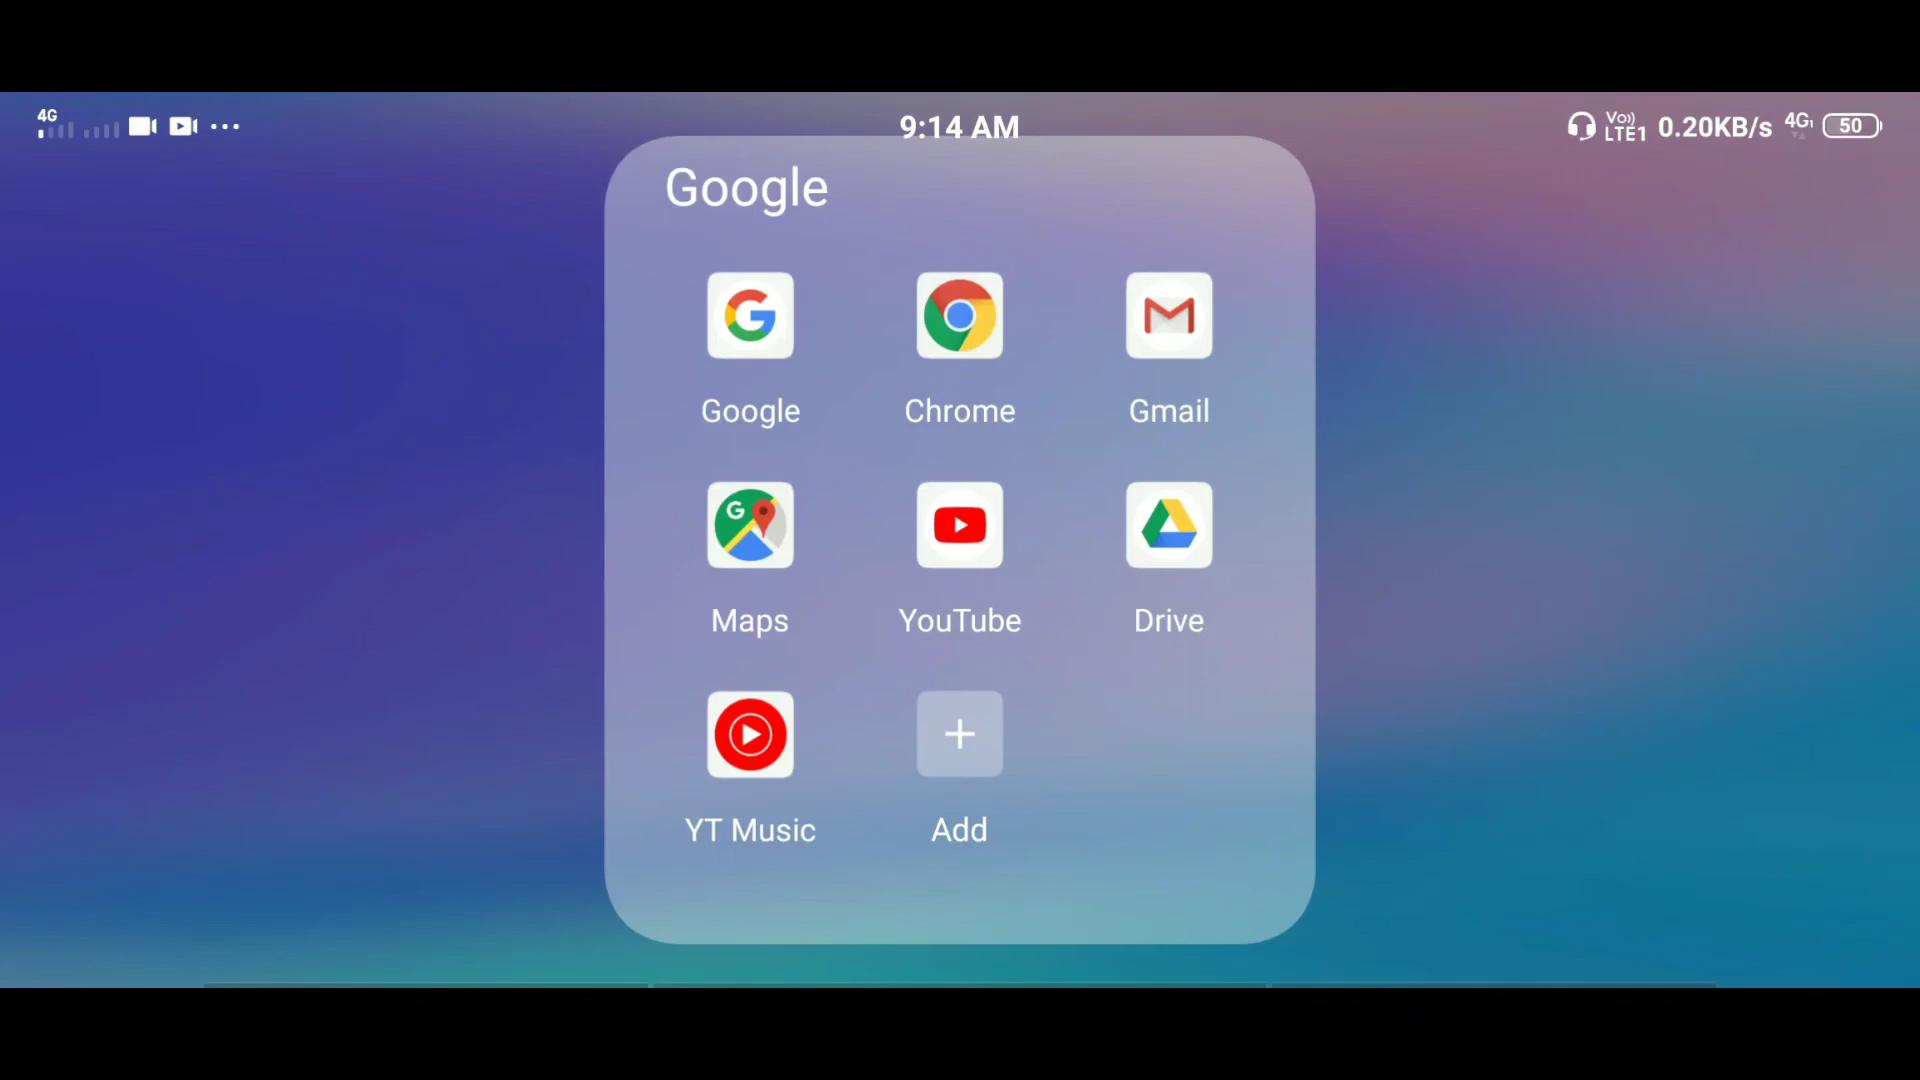 4G
9:14 AM
Vo))
LTE1
0.20KB/s
4G1
50
Google
Google
Chrome
Gmail
G
Maps
YouTube
Drive
YT Music
Add